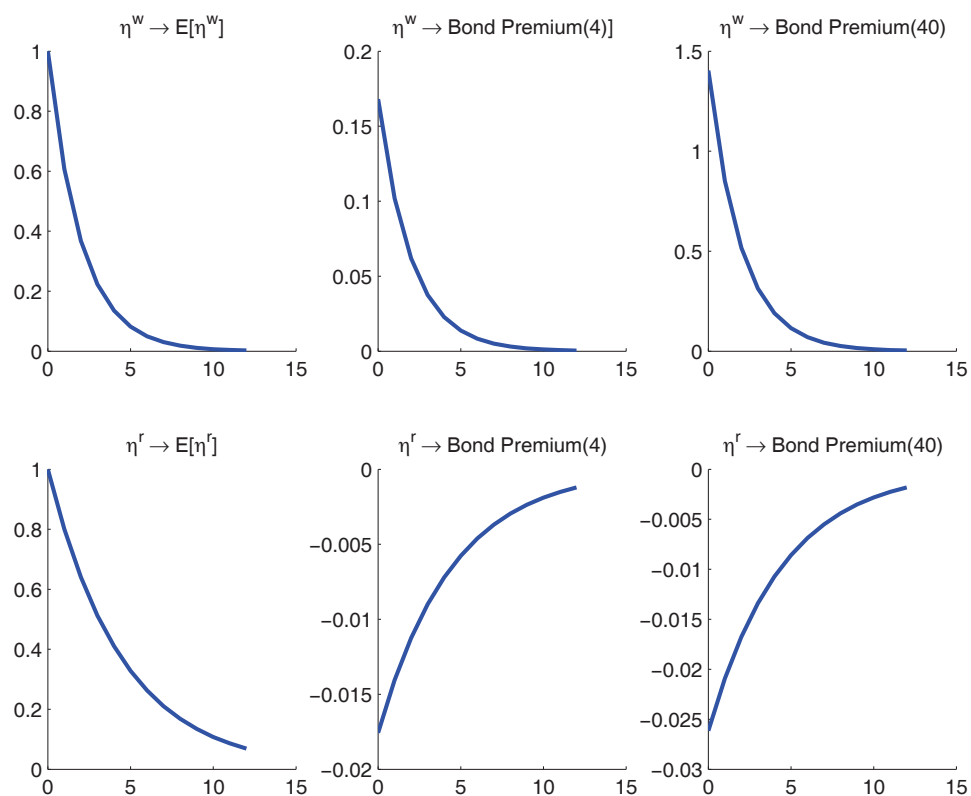 η^w → E[η^w]
η^w → Bond Premium(4)]
η^w → Bond Premium(40)
1
0.8
0.6
0.4
0.2
0
0 5 10 15
0.2
0.15
0.1
0.05
0
0 5 10 15
1.5
1
0.5
0
0 5 10 15
η^r → E[η^r]
η^r → Bond Premium(4)
η^r → Bond Premium(40)
1
0.8
0.6
0.4
0.2
0
0 5 10 15
0
−0.005
−0.01
−0.015
−0.02
0 5 10 15
0
−0.005
−0.01
−0.015
−0.02
−0.025
−0.03
0 5 10 15